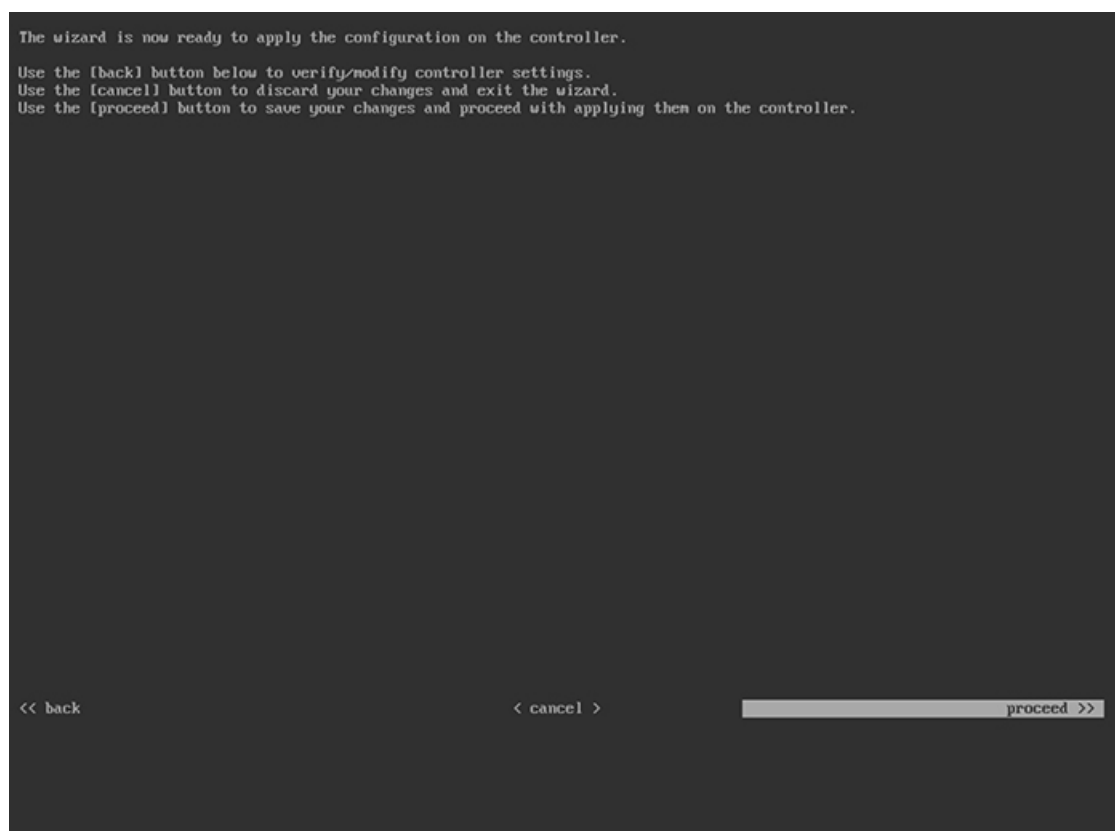 The wizard is now ready to apply the configuration on the controller.
Use the [back] button below to verify/modify controller settings.
Use the [cancel] button to discard your changes and exit the wizard.
Use the [proceed] button to save your changes and proceed with applying them on the controller.
<< back
< cancel >
proceed >>